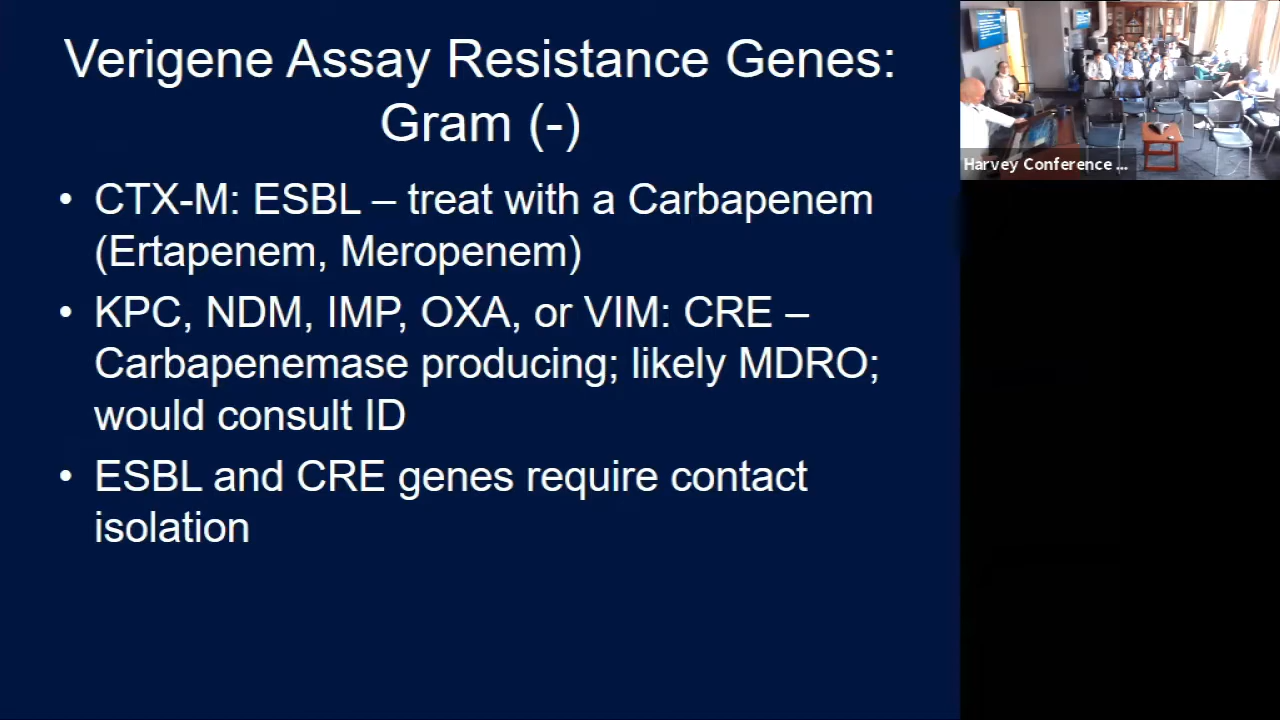 Verigene Assay Resistance Genes:
Gram (-)
• CTX-M: ESBL – treat with a Carbapenem
(Ertapenem, Meropenem)
• KPC, NDM, IMP, OXA, or VIM: CRE –
Carbapenemase producing; likely MDRO;
would consult ID
• ESBL and CRE genes require contact
isolation
Harvey Conference ...